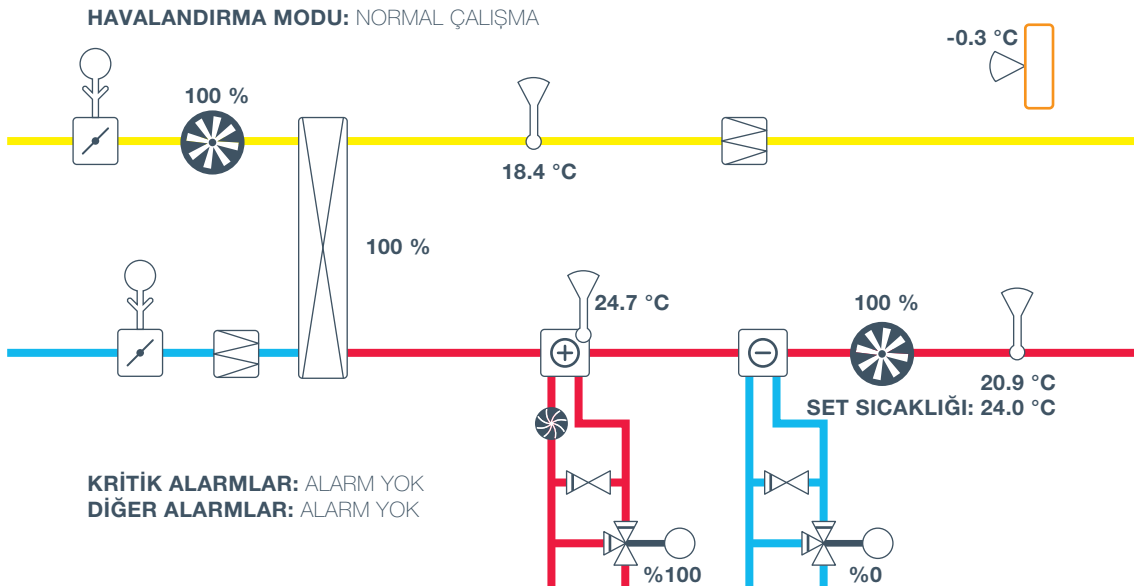 HAVALANDIRMA MODU: NORMAL ÇALIŞMA
-0.3 °C
100 %
18.4 °C
100 %
24.7 °C
100 %
20.9 °C
SET SICAKLIĞI: 24.0 °C
KRİTİK ALARMLAR: ALARM YOK
DİĞER ALARMLAR: ALARM YOK
%100
%0